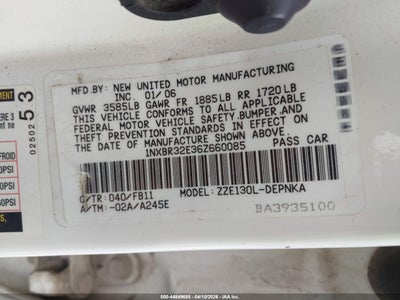 MFD. BY: NEW UNITED MOTOR MANUFACTURING
INC. 01/06
GVWR 3585LB GAWR FR 1885LB RR 1720LB
THIS VEHICLE CONFORMS TO ALL APPLICABLE
FEDERAL MOTOR VEHICLE SAFETY,BUMPER AND
THEFT PREVENTION STANDARDS IN EFFECT ON
THE DATE OF MANUFACTURE SHOWN ABOVE.
1NXBR32E36Z660085 PASS CAR
C/TR: 040/FB11 MODEL: ZZE130L-DEPNKA
A/TM: -02A/A245E
BA3935100
53
02502
IAA
000-44849685 - 04/10/2026 -